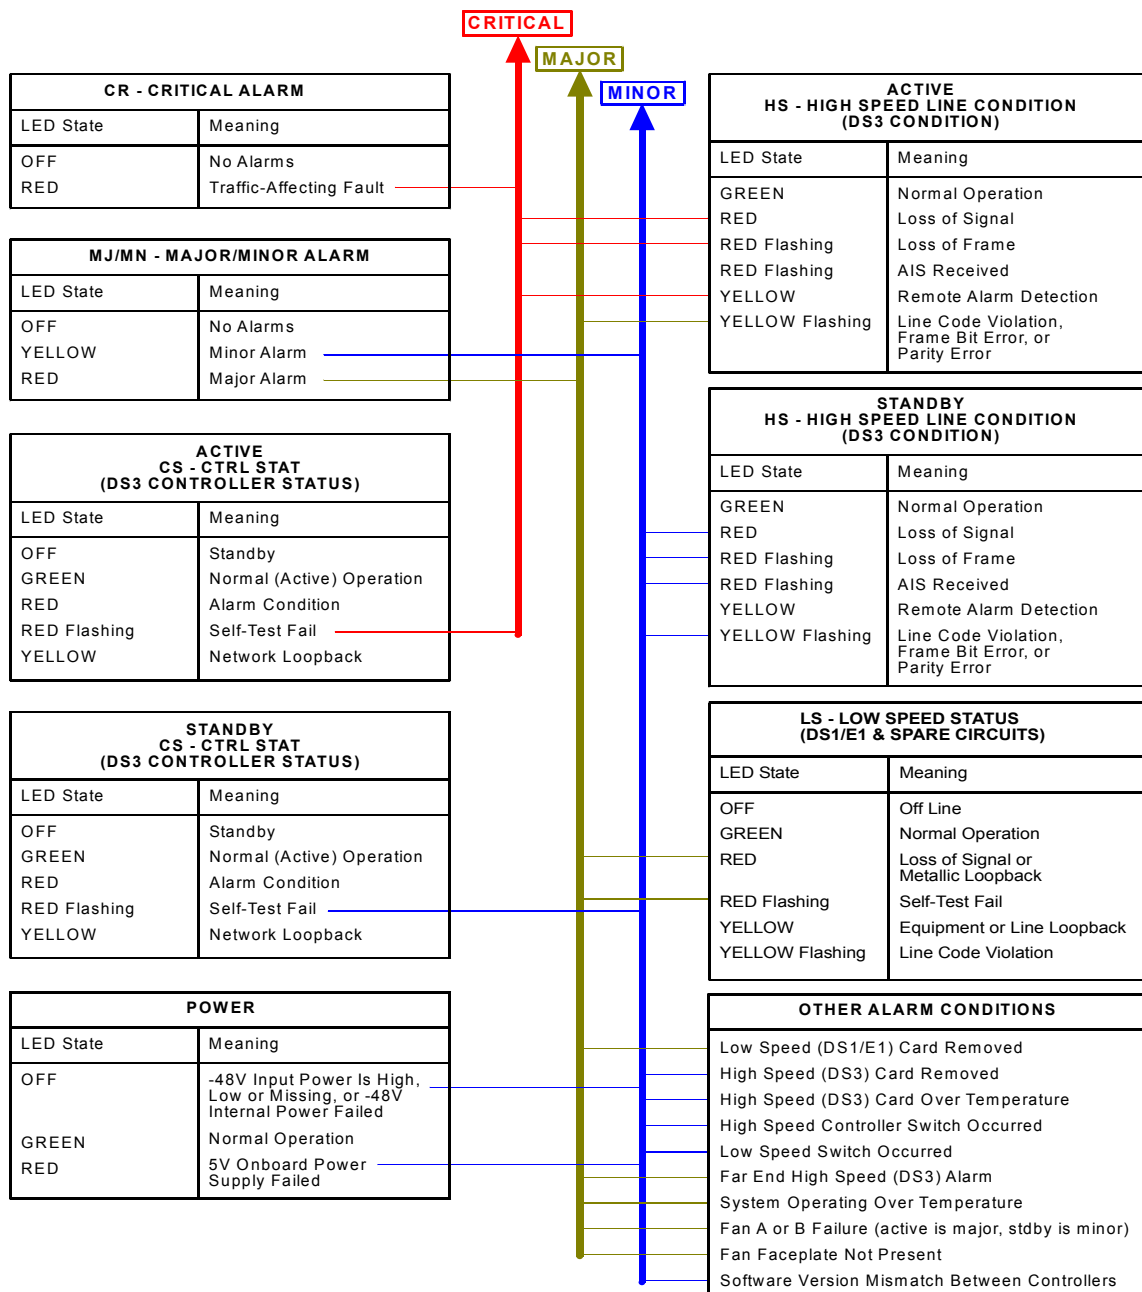 CRITICAL
MAJOR
MINOR
CR - CRITICAL ALARM
LED State Meaning
OFF No Alarms
RED Traffic-Affecting Fault
MJ/MN - MAJOR/MINOR ALARM
LED State Meaning
OFF No Alarms
YELLOW Minor Alarm
RED Major Alarm
ACTIVE
CS - CTRL STAT
(DS3 CONTROLLER STATUS)
LED State Meaning
OFF Standby
GREEN Normal (Active) Operation
RED Alarm Condition
RED Flashing Self-Test Fail
YELLOW Network Loopback
STANDBY
CS - CTRL STAT
(DS3 CONTROLLER STATUS)
LED State Meaning
OFF Standby
GREEN Normal (Active) Operation
RED Alarm Condition
RED Flashing Self-Test Fail
YELLOW Network Loopback
POWER
LED State Meaning
OFF -48V Input Power Is High,
Low or Missing, or -48V
Internal Power Failed
GREEN Normal Operation
RED 5V Onboard Power
Supply Failed
ACTIVE
HS - HIGH SPEED LINE CONDITION
(DS3 CONDITION)
LED State Meaning
GREEN Normal Operation
RED Loss of Signal
RED Flashing Loss of Frame
RED Flashing AIS Received
YELLOW Remote Alarm Detection
YELLOW Flashing Line Code Violation,
Frame Bit Error, or
Parity Error
STANDBY
HS - HIGH SPEED LINE CONDITION
(DS3 CONDITION)
LED State Meaning
GREEN Normal Operation
RED Loss of Signal
RED Flashing Loss of Frame
RED Flashing AIS Received
YELLOW Remote Alarm Detection
YELLOW Flashing Line Code Violation,
Frame Bit Error, or
Parity Error
LS - LOW SPEED STATUS
(DS1/E1 & SPARE CIRCUITS)
LED State Meaning
OFF Off Line
GREEN Normal Operation
RED Loss of Signal or
Metallic Loopback
RED Flashing Self-Test Fail
YELLOW Equipment or Line Loopback
YELLOW Flashing Line Code Violation
OTHER ALARM CONDITIONS
Low Speed (DS1/E1) Card Removed
High Speed (DS3) Card Removed
High Speed (DS3) Card Over Temperature
High Speed Controller Switch Occurred
Low Speed Switch Occurred
Far End High Speed (DS3) Alarm
System Operating Over Temperature
Fan A or B Failure (active is major, stdby is minor)
Fan Faceplate Not Present
Software Version Mismatch Between Controllers